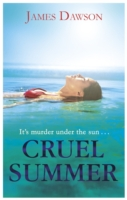 JAMES DAWSON
It's murder under the sun . . .
CRUEL
SUMMER